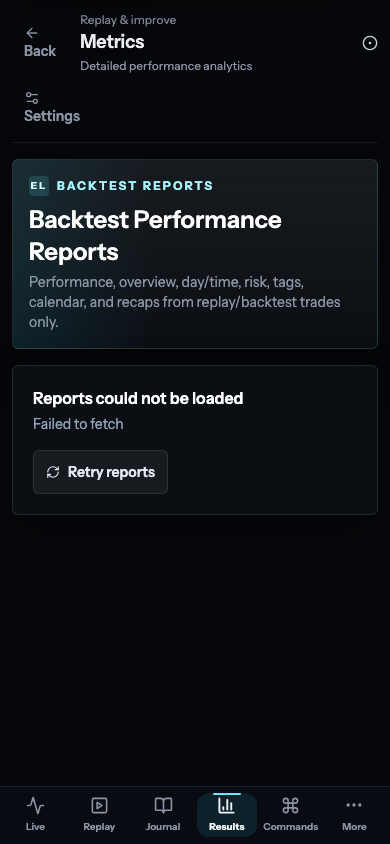 Replay & improve
Back
Metrics
Detailed performance analytics
Settings
EL BACKTEST REPORTS
Backtest Performance
Reports
Performance, overview, day/time, risk, tags,
calendar, and recaps from replay/backtest trades
only.
Reports could not be loaded
Failed to fetch
Retry reports
Live Replay Journal Results Commands More